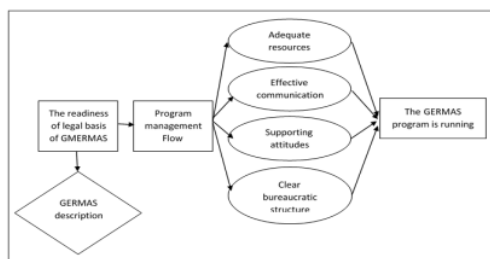 Adequate
resources
Effective
communication
The readiness
of legal basis
of GMERMAS
Program
management
Flow
Supporting
attitudes
The GERMAS
program is running
Clear
bureaucratic
structure
GERMAS
description